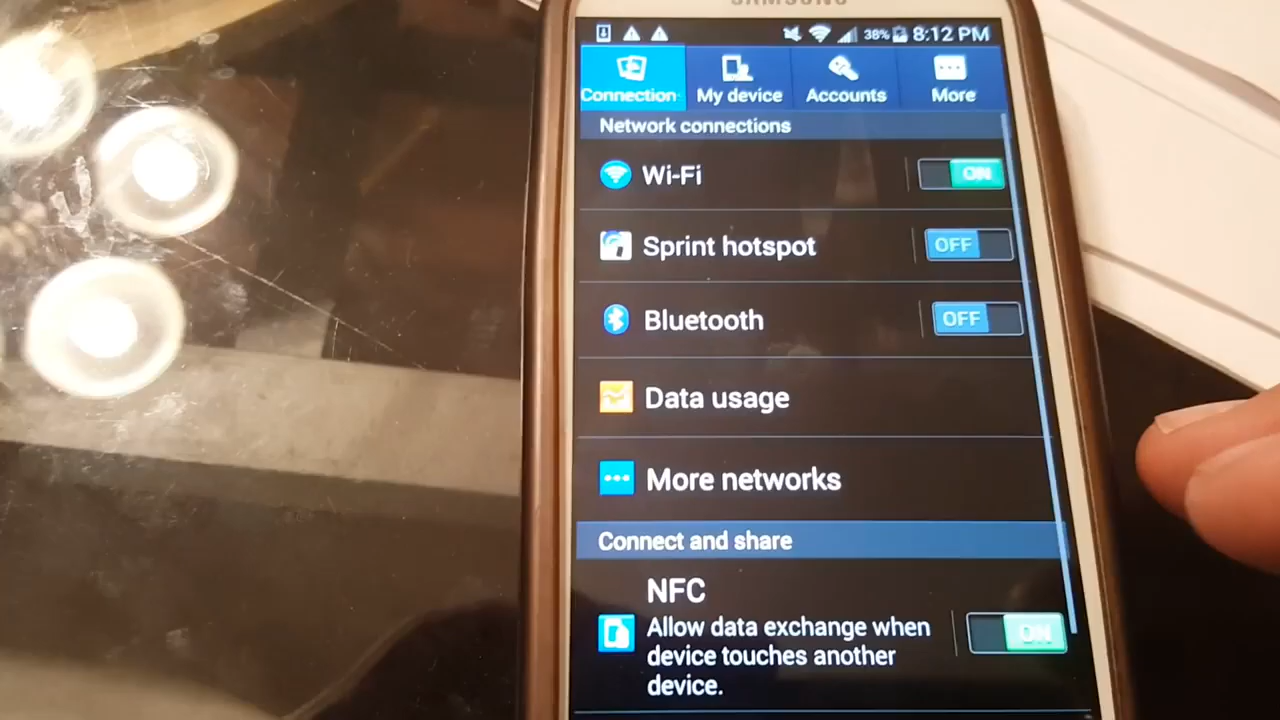 SAMSUNG
38% 8:12 PM
Connection
My device
Accounts
More
Network connections
Wi-Fi
ON
Sprint hotspot
OFF
Bluetooth
OFF
Data usage
More networks
Connect and share
NFC
Allow data exchange when
device touches another
device.
ON